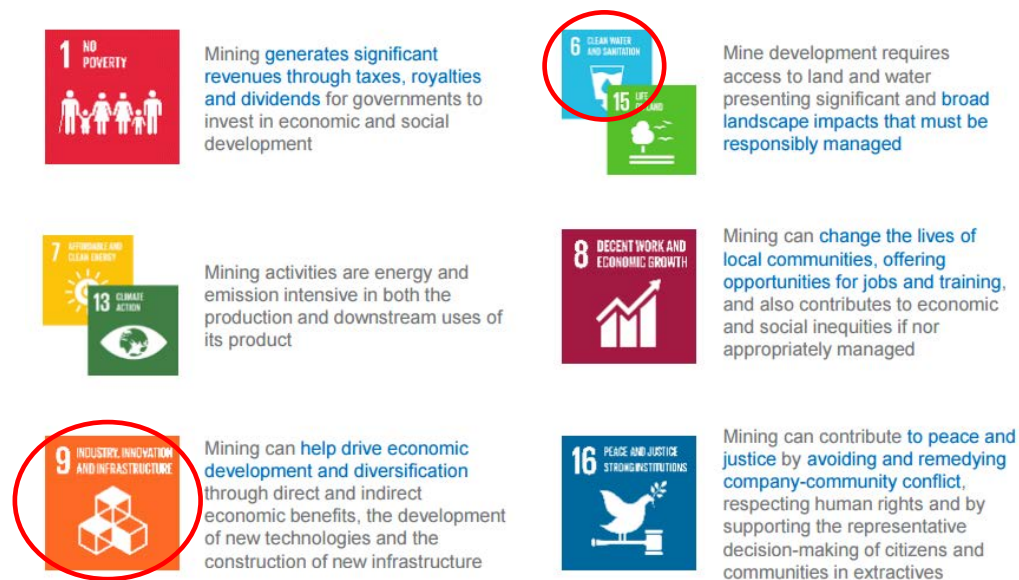 1 NO
POVERTY
Mining generates significant
revenues through taxes, royalties
and dividends for governments to
invest in economic and social
development
6 CLEAN WATER
AND SANITATION
15 LIFE
ON LAND
Mine development requires
access to land and water
presenting significant and broad
landscape impacts that must be
responsibly managed
7 AFFORDABLE AND
CLEAN ENERGY
13 CLIMATE
ACTION
Mining activities are energy and
emission intensive in both the
production and downstream uses of
its product
8 DECENT WORK AND
ECONOMIC GROWTH
Mining can change the lives of
local communities, offering
opportunities for jobs and training,
and also contributes to economic
and social inequities if nor
appropriately managed
9 INDUSTRY, INNOVATION
AND INFRASTRUCTURE
Mining can help drive economic
development and diversification
through direct and indirect
economic benefits, the development
of new technologies and the
construction of new infrastructure
16 PEACE AND JUSTICE
STRONG INSTITUTIONS
Mining can contribute to peace and
justice by avoiding and remedying
company-community conflict,
respecting human rights and by
supporting the representative
decision-making of citizens and
communities in extractives